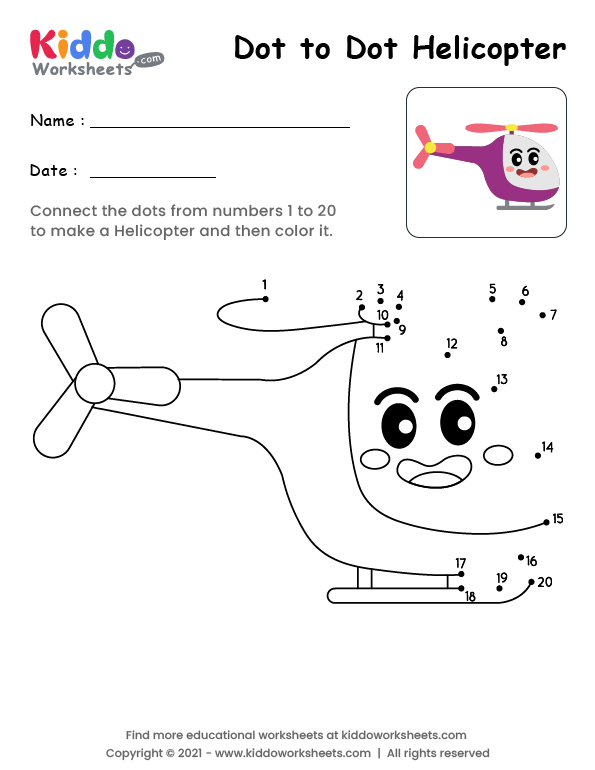 Kiddo
Worksheets
.com
Dot to Dot Helicopter
Name :
Date :
Connect the dots from numbers 1 to 20
to make a Helicopter and then color it.
1
2
3
4
5
6
7
8
9
10
11
12
13
14
15
16
17
18
19
20
Find more educational worksheets at kiddoworksheets.com
Copyright © 2021 - www.kiddoworksheets.com | All rights reserved